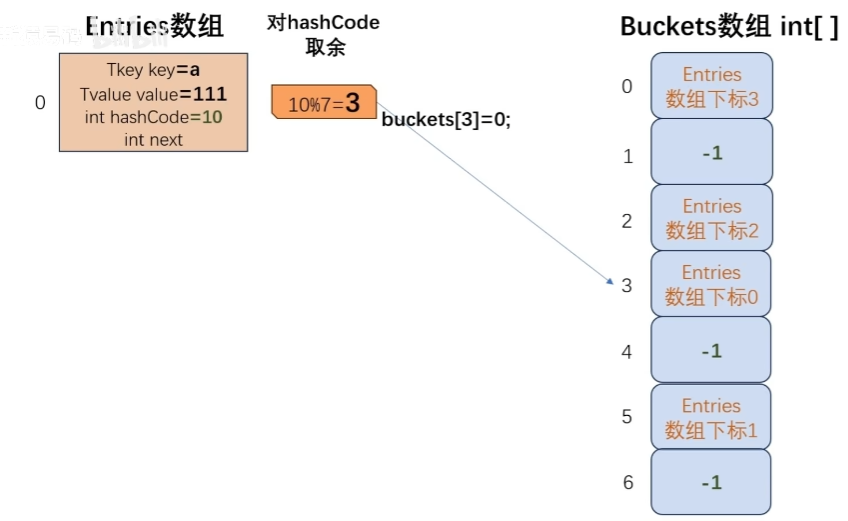 Entries数组
0
Tkey key=a
Tvalue value=111
int hashCode=10
int next
对hashCode
取余
10%7=3
buckets[3]=0;
Buckets数组 int[ ]
0
Entries
数组下标3
1
-1
2
Entries
数组下标2
3
Entries
数组下标0
4
-1
5
Entries
数组下标1
6
-1